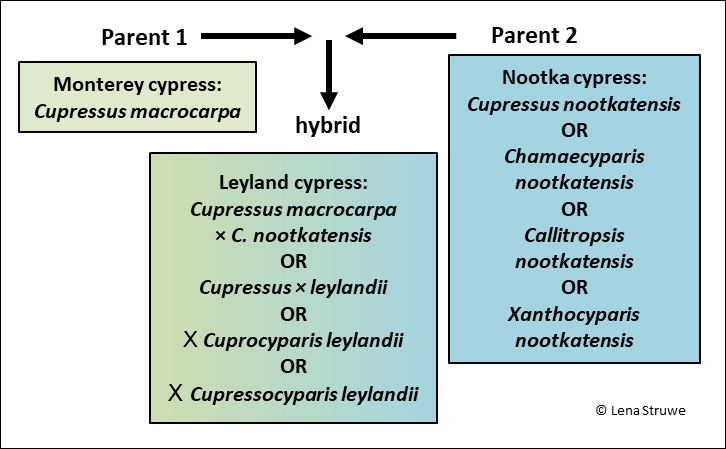 Parent 1
Parent 2
Monterey cypress:
Cupressus macrocarpa
hybrid
Leyland cypress:
Cupressus macrocarpa
× C. nootkatensis
OR
Cupressus × leylandii
OR
X Cuprocyparis leylandii
OR
X Cupressocyparis leylandii
Nootka cypress:
Cupressus nootkatensis
OR
Chamaecyparis
nootkatensis
OR
Callitropsis
nootkatensis
OR
Xanthocyparis
nootkatensis
© Lena Struwe